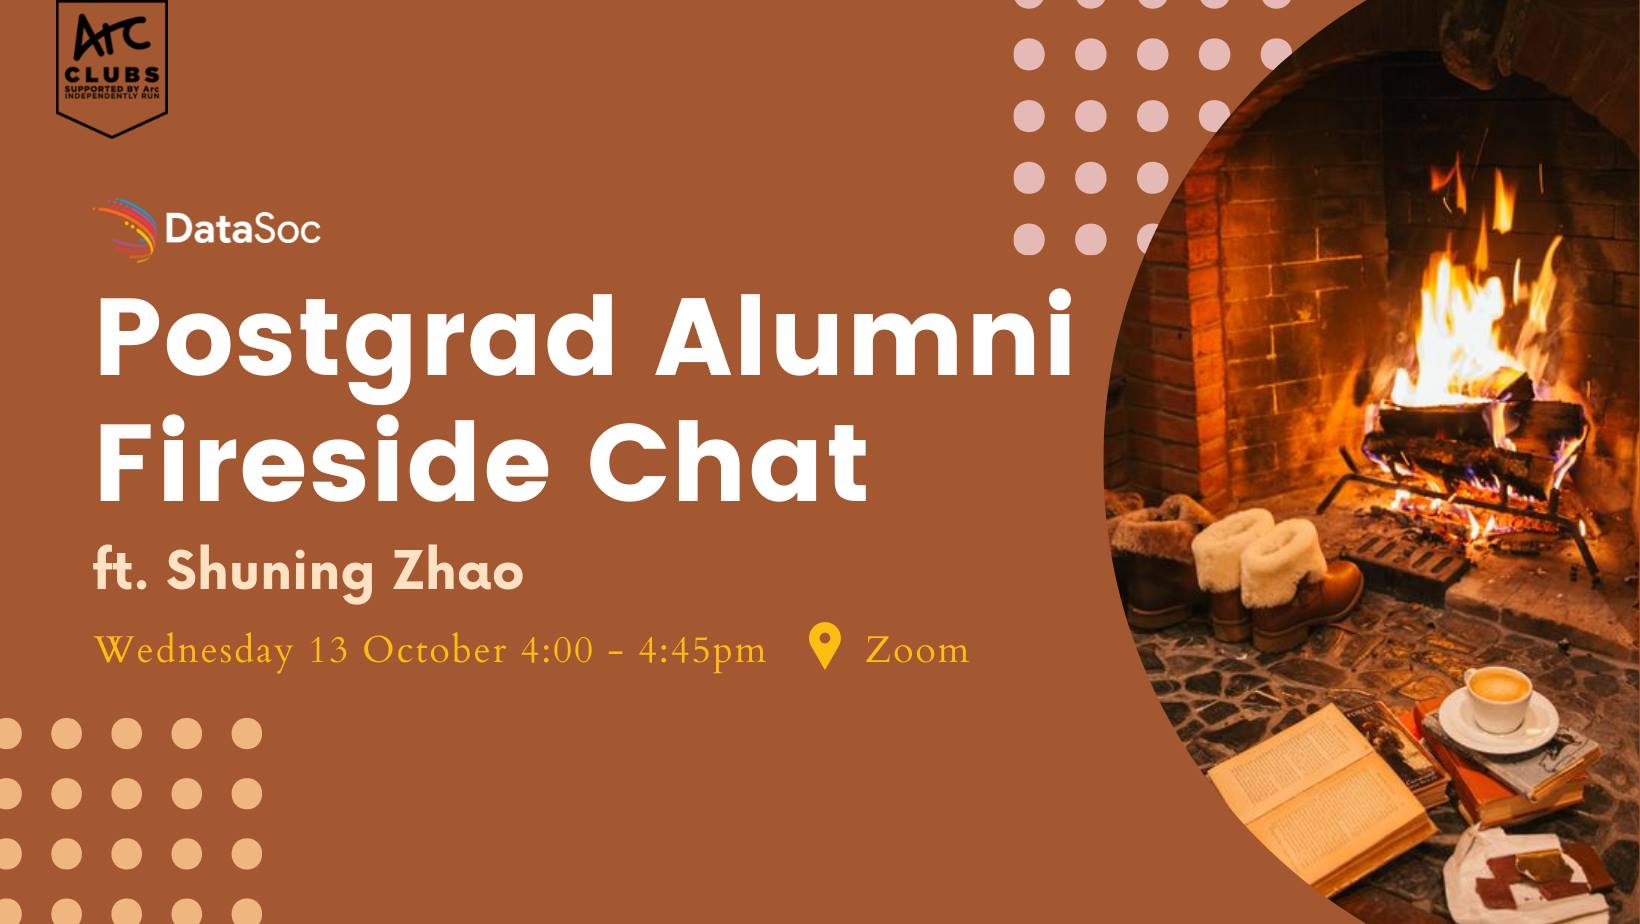 Arc
CLUBS
SUPPORTED BY Arc
INDEPENDENTLY RUN
DataSoc
Postgrad Alumni
Fireside Chat
ft. Shuning Zhao
Wednesday 13 October 4:00 - 4:45pm Zoom